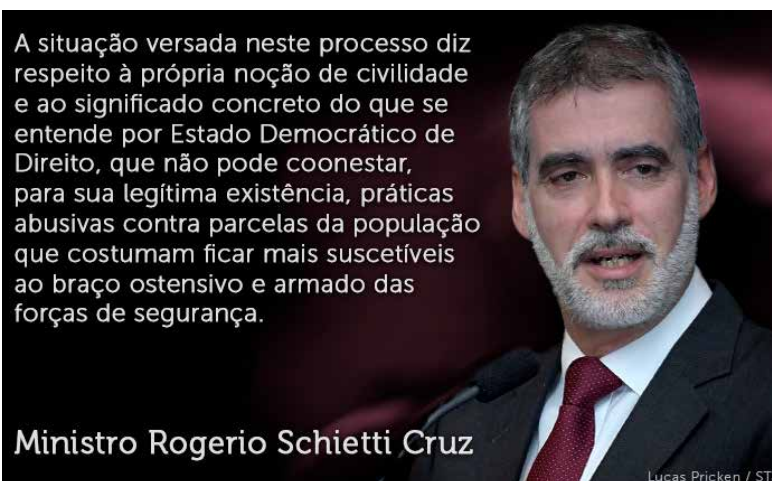 A situação versada neste processo diz
respeito à própria noção de civilidade
e ao significado concreto do que se
entende por Estado Democrático de
Direito, que não pode coonestar,
para sua legítima existência, práticas
abusivas contra parcelas da população
que costumam ficar mais suscetíveis
ao braço ostensivo e armado das
forças de segurança.
Ministro Rogerio Schietti Cruz
Lucas Pricken / ST